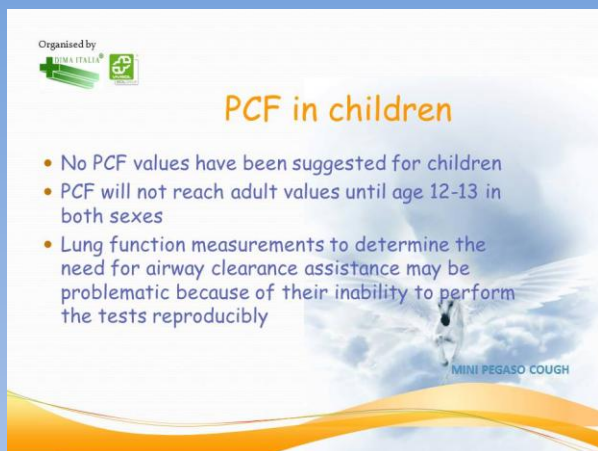 Organised by
DIMA ITALIA®
PCF in children
• No PCF values have been suggested for children
• PCF will not reach adult values until age 12-13 in
both sexes
• Lung function measurements to determine the
need for airway clearance assistance may be
problematic because of their inability to perform
the tests reproducibly
MINI PEGASO COUGH